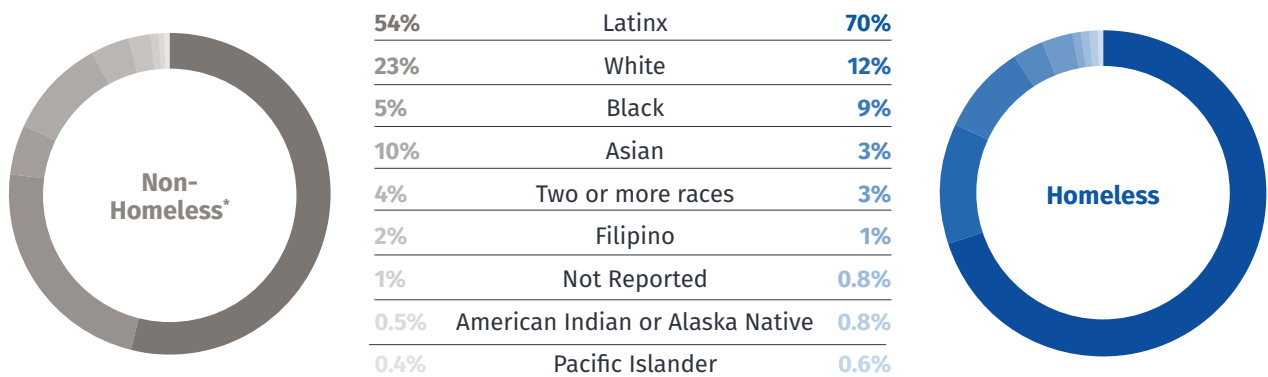 54% Latinx 70%
23% White 12%
5% Black 9%
10% Asian 3%
4% Two or more races 3%
2% Filipino 1%
1% Not Reported 0.8%
0.5% American Indian or Alaska Native 0.8%
0.4% Pacific Islander 0.6%
Non-
Homeless*
Homeless